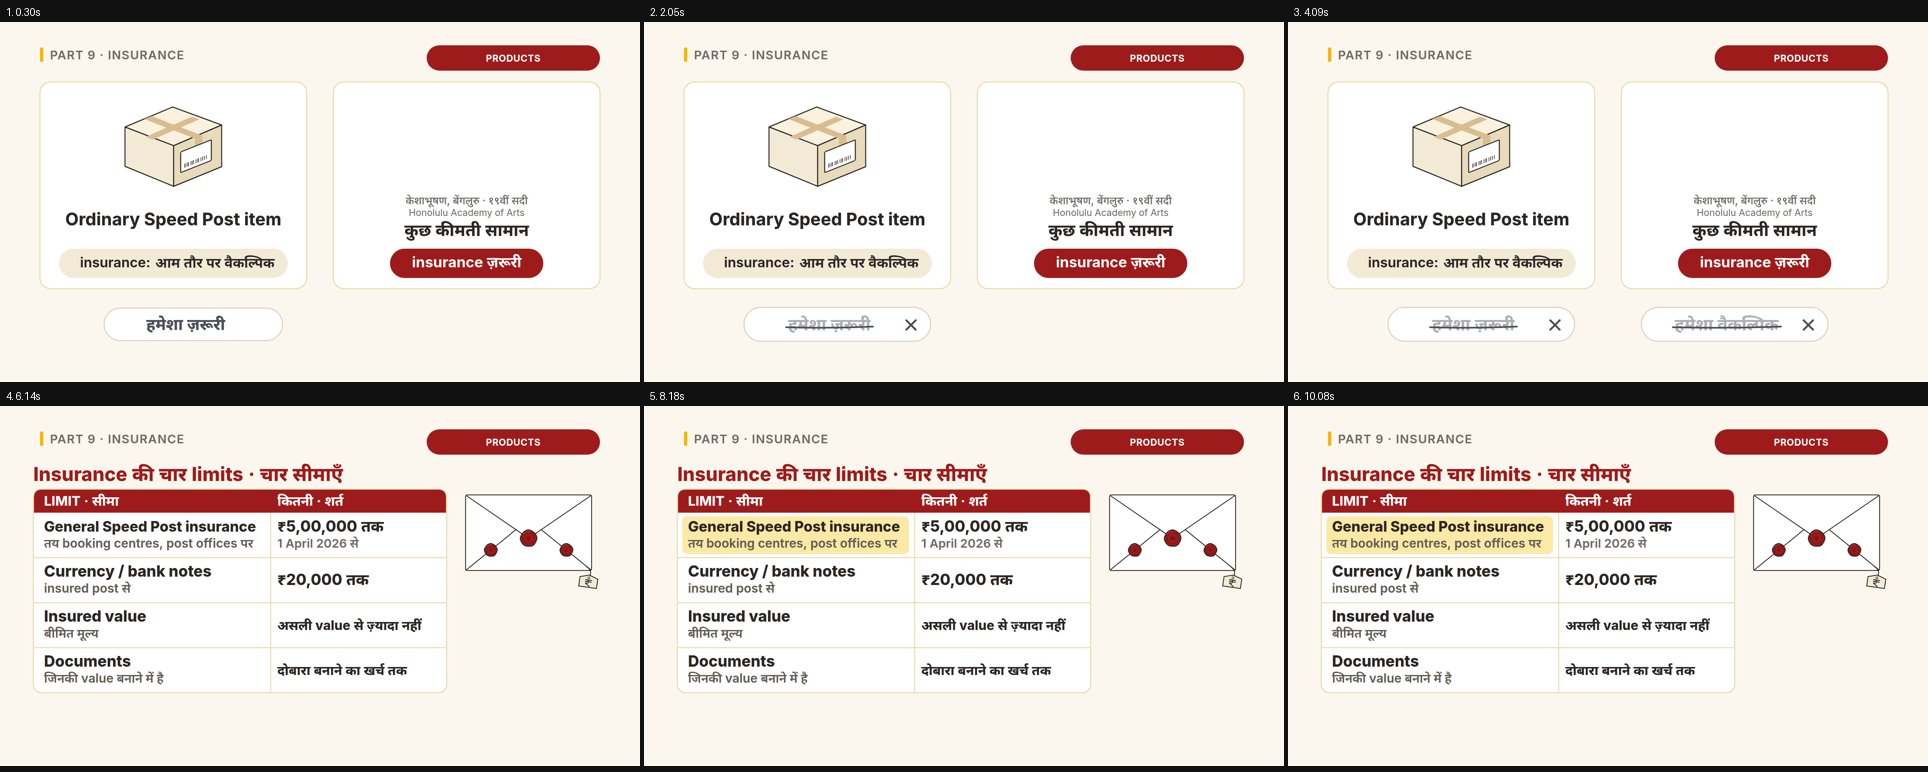 1. 0.30s
PART 9 · INSURANCE
PRODUCTS
Ordinary Speed Post item
insurance: आम तौर पर वैकल्पिक
केशाभूषण, बेंगलुरु · १९वीं सदी
Honolulu Academy of Arts
कुछ कीमती सामान
insurance ज़रूरी
हमेशा ज़रूरी
2. 2.05s
PART 9 · INSURANCE
PRODUCTS
Ordinary Speed Post item
insurance: आम तौर पर वैकल्पिक
केशाभूषण, बेंगलुरु · १९वीं सदी
Honolulu Academy of Arts
कुछ कीमती सामान
insurance ज़रूरी
हमेशा ज़रूरी ×
3. 4.09s
PART 9 · INSURANCE
PRODUCTS
Ordinary Speed Post item
insurance: आम तौर पर वैकल्पिक
केशाभूषण, बेंगलुरु · १९वीं सदी
Honolulu Academy of Arts
कुछ कीमती सामान
insurance ज़रूरी
हमेशा ज़रूरी ×
हमेशा वैकल्पिक ×
4. 6.14s
PART 9 · INSURANCE
PRODUCTS
Insurance की चार limits · चार सीमाएँ
LIMIT · सीमा
कितनी · शर्त
General Speed Post insurance
तय booking centres, post offices पर
₹5,00,000 तक
1 April 2026 से
Currency / bank notes
insured post से
₹20,000 तक
Insured value
बीमित मूल्य
असली value से ज़्यादा नहीं
Documents
जिनकी value बनाने में है
दोबारा बनाने का खर्च तक
5. 8.18s
PART 9 · INSURANCE
PRODUCTS
Insurance की चार limits · चार सीमाएँ
LIMIT · सीमा
कितनी · शर्त
General Speed Post insurance
तय booking centres, post offices पर
₹5,00,000 तक
1 April 2026 से
Currency / bank notes
insured post से
₹20,000 तक
Insured value
बीमित मूल्य
असली value से ज़्यादा नहीं
Documents
जिनकी value बनाने में है
दोबारा बनाने का खर्च तक
6. 10.08s
PART 9 · INSURANCE
PRODUCTS
Insurance की चार limits · चार सीमाएँ
LIMIT · सीमा
कितनी · शर्त
General Speed Post insurance
तय booking centres, post offices पर
₹5,00,000 तक
1 April 2026 से
Currency / bank notes
insured post से
₹20,000 तक
Insured value
बीमित मूल्य
असली value से ज़्यादा नहीं
Documents
जिनकी value बनाने में है
दोबारा बनाने का खर्च तक